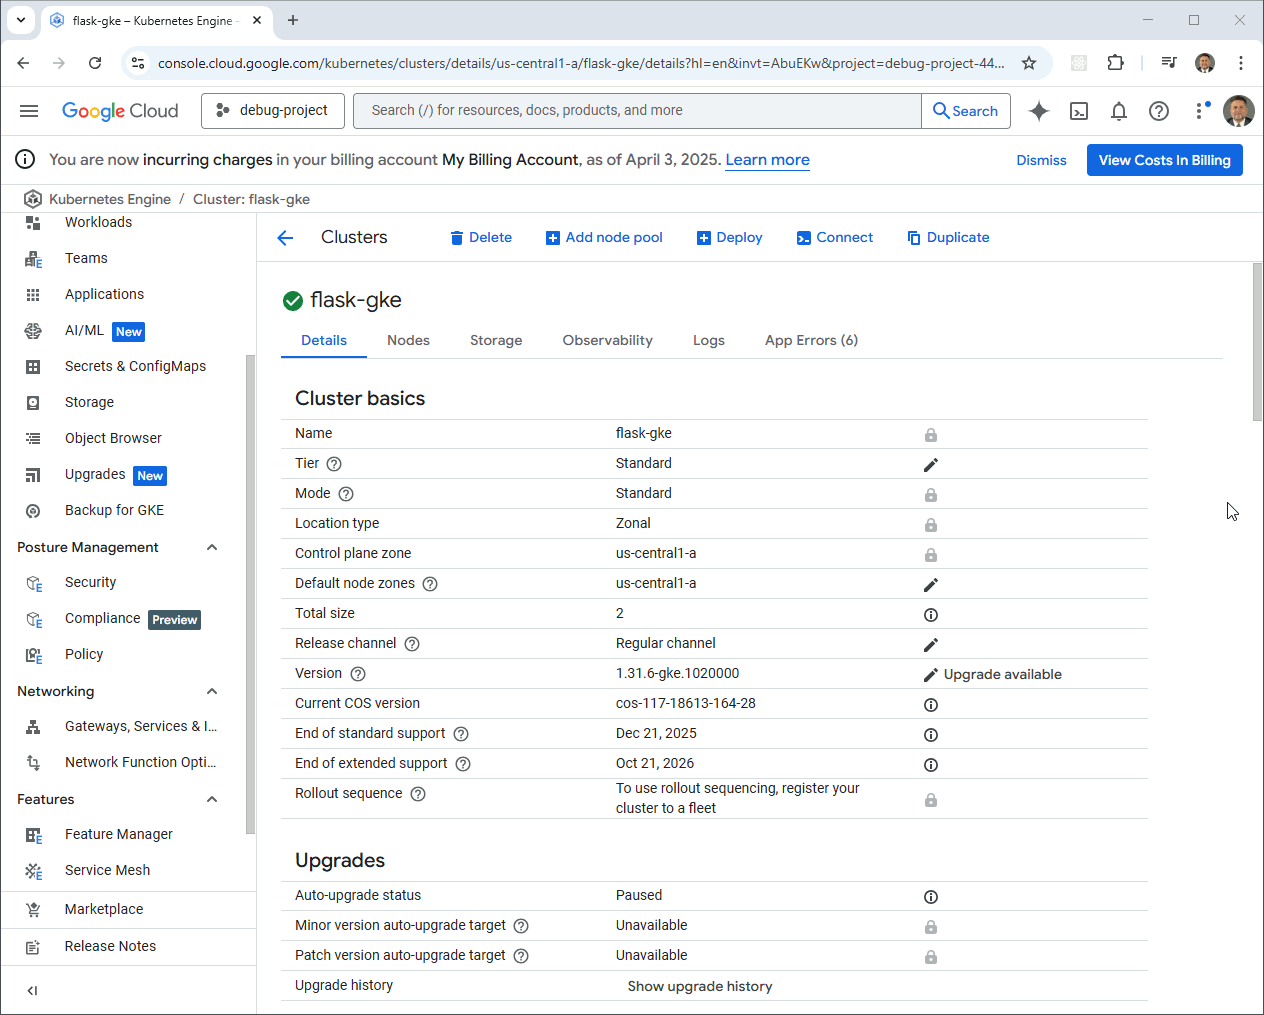 flask-gke – Kubernetes Engine -
console.cloud.google.com/kubernetes/clusters/details/us-central1-a/flask-gke/details?hl=en&invt=AbuEKw&project=debug-project-44...
Google Cloud
debug-project
Search (/) for resources, docs, products, and more
Search
You are now incurring charges in your billing account My Billing Account, as of April 3, 2025. Learn more
Dismiss
View Costs In Billing
Kubernetes Engine / Cluster: flask-gke
Workloads
Teams
Applications
AI/ML New
Secrets & ConfigMaps
Storage
Object Browser
Upgrades New
Backup for GKE
Posture Management
Security
Compliance Preview
Policy
Networking
Gateways, Services & I...
Network Function Opti...
Features
Feature Manager
Service Mesh
Marketplace
Release Notes
Clusters
Delete
Add node pool
Deploy
Connect
Duplicate
flask-gke
Details
Nodes
Storage
Observability
Logs
App Errors (6)
Cluster basics
Name flask-gke
Tier Standard
Mode Standard
Location type Zonal
Control plane zone us-central1-a
Default node zones us-central1-a
Total size 2
Release channel Regular channel
Version 1.31.6-gke.1020000 Upgrade available
Current COS version cos-117-18613-164-28
End of standard support Dec 21, 2025
End of extended support Oct 21, 2026
Rollout sequence To use rollout sequencing, register your
cluster to a fleet
Upgrades
Auto-upgrade status Paused
Minor version auto-upgrade target Unavailable
Patch version auto-upgrade target Unavailable
Upgrade history Show upgrade history